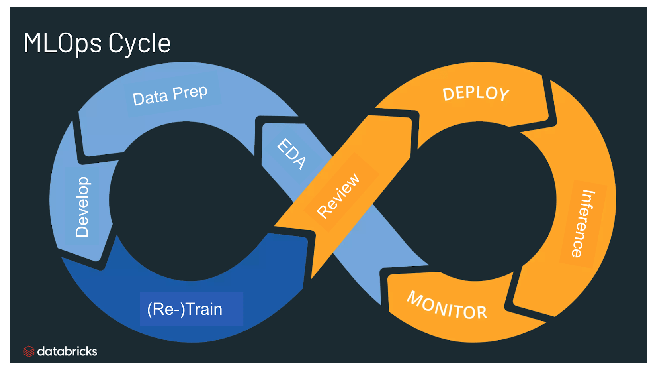 MLOps Cycle
Data Prep
DEPLOY
EDA
Review
Develop
Inference
(Re-)Train
MONITOR
databricks